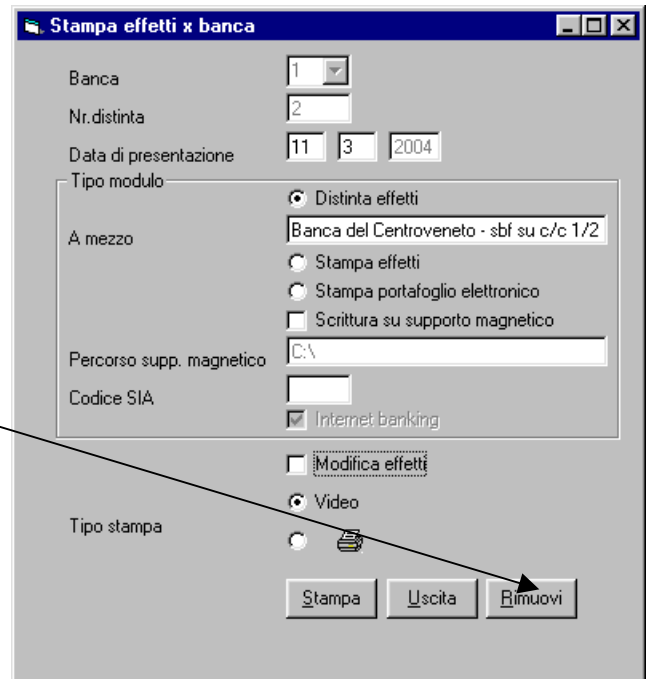 Stampa effetti x banca
Banca 1
Nr.distinta 2
Data di presentazione 11 3 2004
Tipo modulo
Distinta effetti
A mezzo Banca del Centroveneto - sbf su c/c 1/2
Stampa effetti
Stampa portafoglio elettronico
Scrittura su supporto magnetico
Percorso supp. magnetico C:\
Codice SIA
Internet banking
Modifica effetti
Video
Tipo stampa
Stampa Uscita Rimuovi